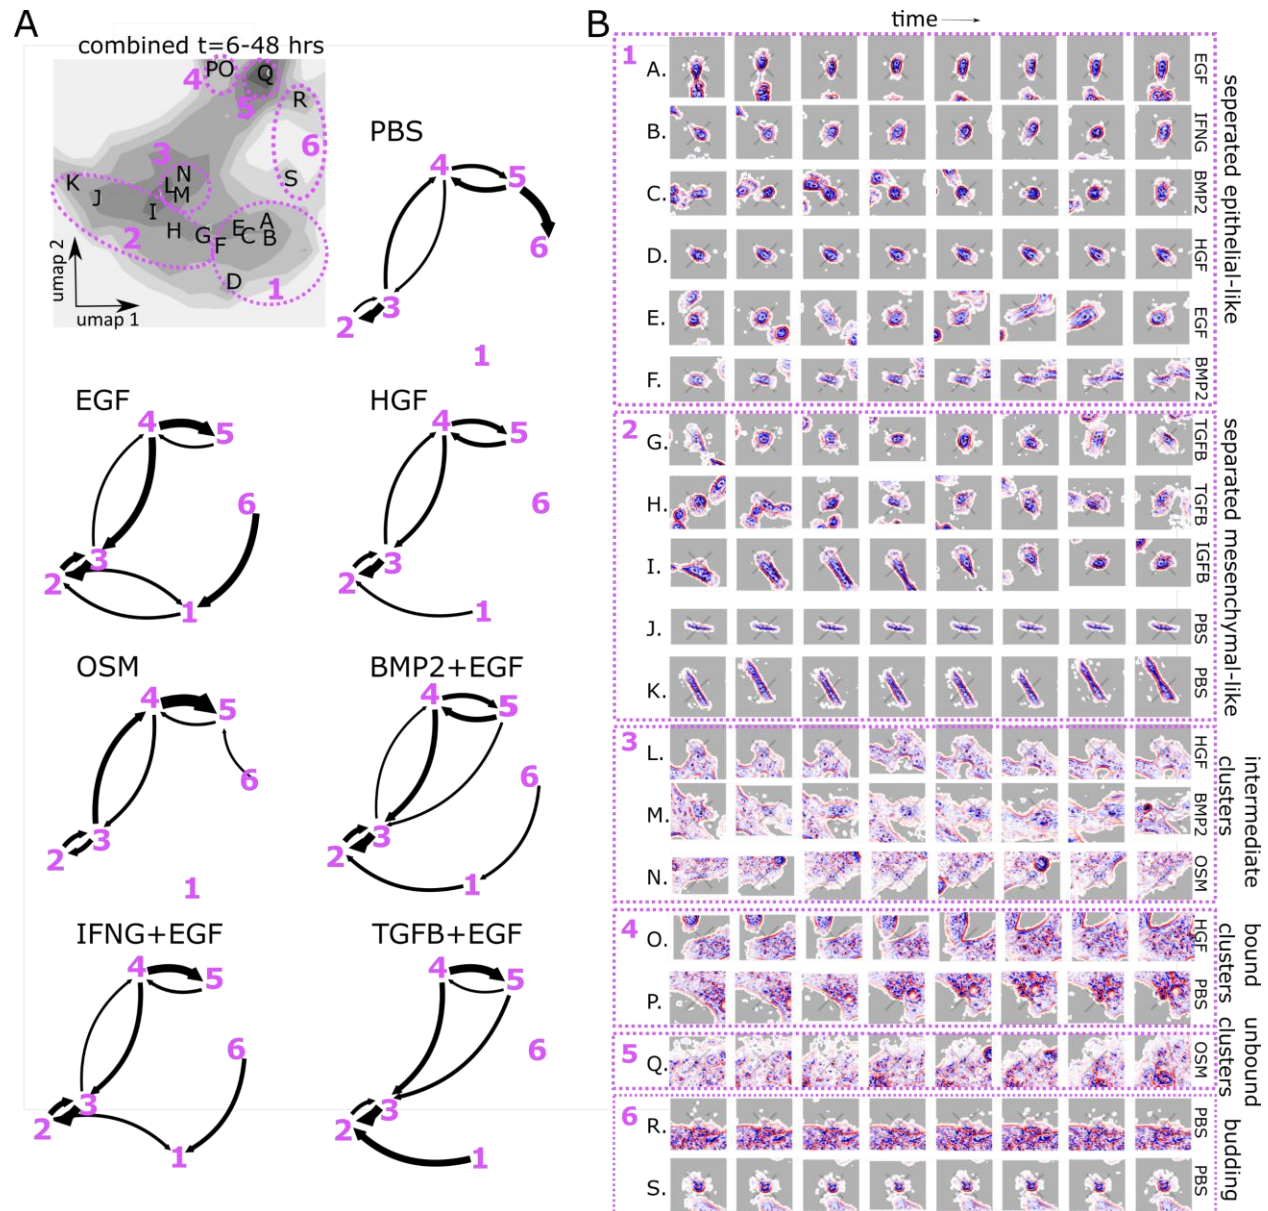 A
combined t=6-48 hrs
4 PO Q
5 R
6
3 N
L
M
S
K
J
I
2
H
G
E A
C B
F
D
1
umap 2
umap 1
PBS
4
5
6
3
2
1
EGF
4
5
6
3
2
1
HGF
4
5
6
3
2
1
OSM
4
5
6
3
2
1
BMP2+EGF
4
5
6
3
2
1
IFNG+EGF
4
5
6
3
2
1
TGFB+EGF
4
5
6
3
2
1
B
time
1
A. EGF
B. IFNG
C. BMP2
D. HGF
E. EGF
F. BMP2
seperated epithelial-like
2
G. TGFB
H. TGFB
I. IGFB
J. PBS
K. PBS
separated mesenchymal-like
3
L. HGF
M. BMP2
N. OSM
intermediate
clusters
4
O. HGF
P. PBS
bound
clusters
5
Q. OSM
unbound
clusters
6
R. PBS
S. PBS
budding